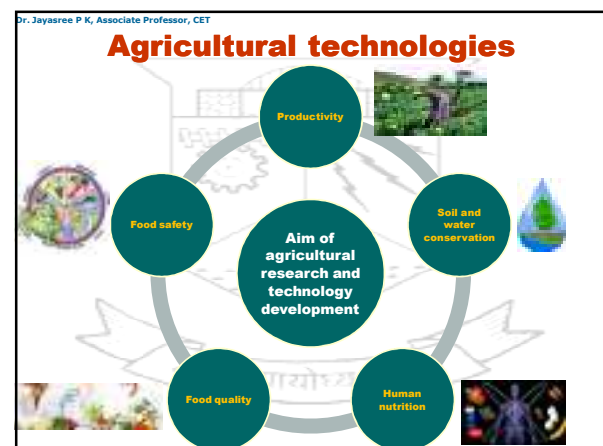 Dr. Jayasree P K, Associate Professor, CET
Agricultural technologies
Productivity
Soil and
water
conservation
Human
nutrition
Food quality
Food safety
Aim of
agricultural
research and
technology
development